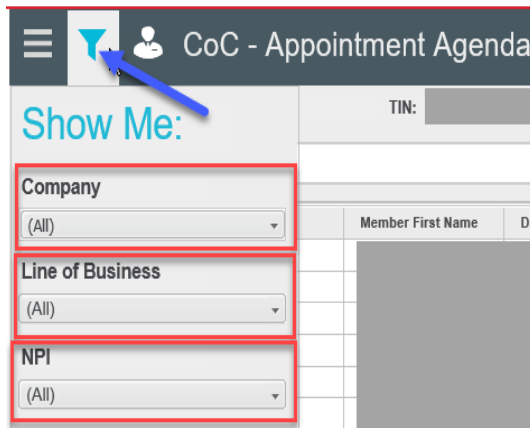 CoC - Appointment Agenda
TIN:
Show Me:
Company
(All)
Member First Name
D
Line of Business
(All)
NPI
(All)